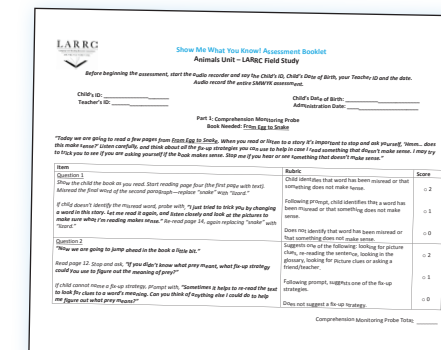 LARRC
Show Me What You Know! Assessment Booklet
Animals Unit – LARRC Field Study
Before beginning the assessment, start the audio recorder and say the Child's ID, Child's Date of Birth, your Teacher ID and the date.
Audio record the entire SMWYK assessment.
Child's ID: Child's Date of Birth:
Teacher's ID: Administration Date:
Part 1: Comprehension Monitoring Probe
Book Needed: From Egg to Snake
"Today we are going to read a few pages from From Egg to Snake. When you read or listen to a story it's important to stop and ask yourself, 'Hmm... does
this make sense?' Listen carefully, and think about all the fix-up strategies you can use to help in case I read something that doesn't make sense. I may try
to trick you to see if you are asking yourself if the book makes sense. Stop me if you hear or see something that doesn't make sense."
Item Rubric Score
Question 1
Show the child the book as you read. Start reading page four (the first page with text).
Misread the final word of the second paragraph—replace "snake" with "lizard."
If child doesn't identify the misread word, probe with, "I just tried to trick you by changing
a word in this story. Let me read it again, and listen closely and look at the pictures to
make sure what I'm reading makes sense." Re-read page 14, again replacing "snake" with
"lizard."
Child identifies that word has been misread or that
something does not make sense.
Following prompt, child identifies that a word has
been misread or that something does not make
sense.
Does not identify that word has been misread or
that something does not make sense.
o 2
o 1
o 0
Question 2
"Now we are going to jump ahead in the book a little bit."
Read page 12. Stop and ask, "If you didn't know what prey meant, what fix-up strategy
could you use to figure out the meaning of prey?"
If child cannot name a fix-up strategy, prompt with, "Sometimes it helps to re-read the text
to look for clues to a word's meaning. Can you think of anything else I could do to help
me figure out what prey means?"
Suggests one of the following: looking for picture
clues, re-reading the sentence, looking in the
glossary, looking for picture clues or asking a
friend/teacher.
Following prompt, suggests one of the fix-up
strategies.
Does not suggest a fix-up strategy.
o 2
o 1
o 0
Comprehension Monitoring Probe Total: